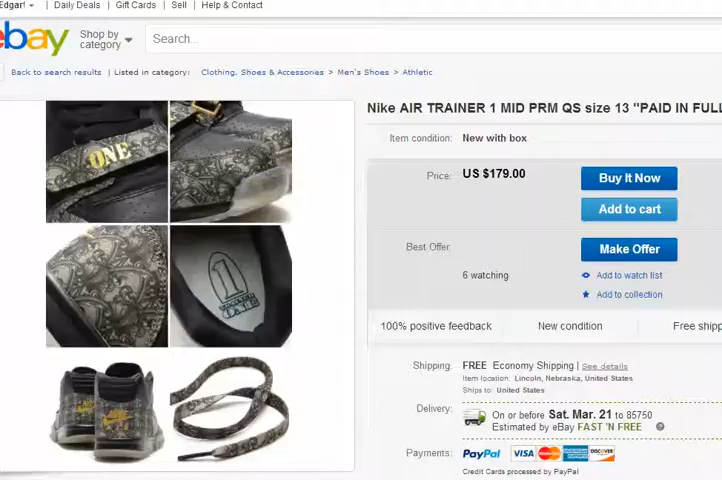 Edgar!
Daily Deals
Gift Cards
Sell
Help & Contact
ebay
Shop by category
Search...
Back to search results | Listed in category: Clothing, Shoes & Accessories > Men's Shoes > Athletic
Nike AIR TRAINER 1 MID PRM QS size 13 "PAID IN FULL
Item condition: New with box
ONE
Price: US $179.00
Buy It Now
Add to cart
Best Offer:
Make Offer
6 watching
Add to watch list
Add to collection
1
100% positive feedback
New condition
Free shipp
Shipping: FREE Economy Shipping | See details
Item location: Lincoln, Nebraska, United States
Ships to: United States
Delivery: On or before Sat. Mar. 21 to 85750
Estimated by eBay FAST 'N FREE
Payments: PayPal VISA MasterCard DISCOVER
Credit Cards processed by PayPal